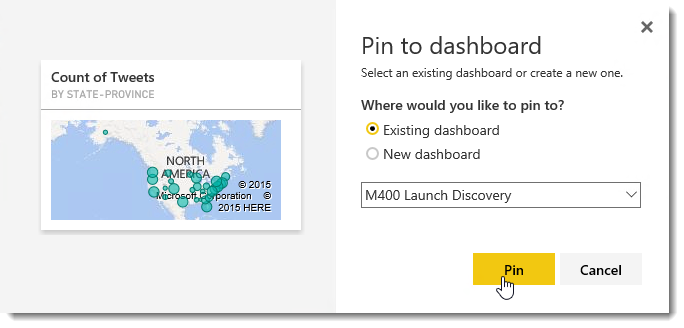 Count of Tweets
BY STATE-PROVINCE
NORTH
AMERICA
© 2015
Microsoft Corporation ©
2015 HERE
Pin to dashboard
Select an existing dashboard or create a new one.
Where would you like to pin to?
Existing dashboard
New dashboard
M400 Launch Discovery
Pin
Cancel